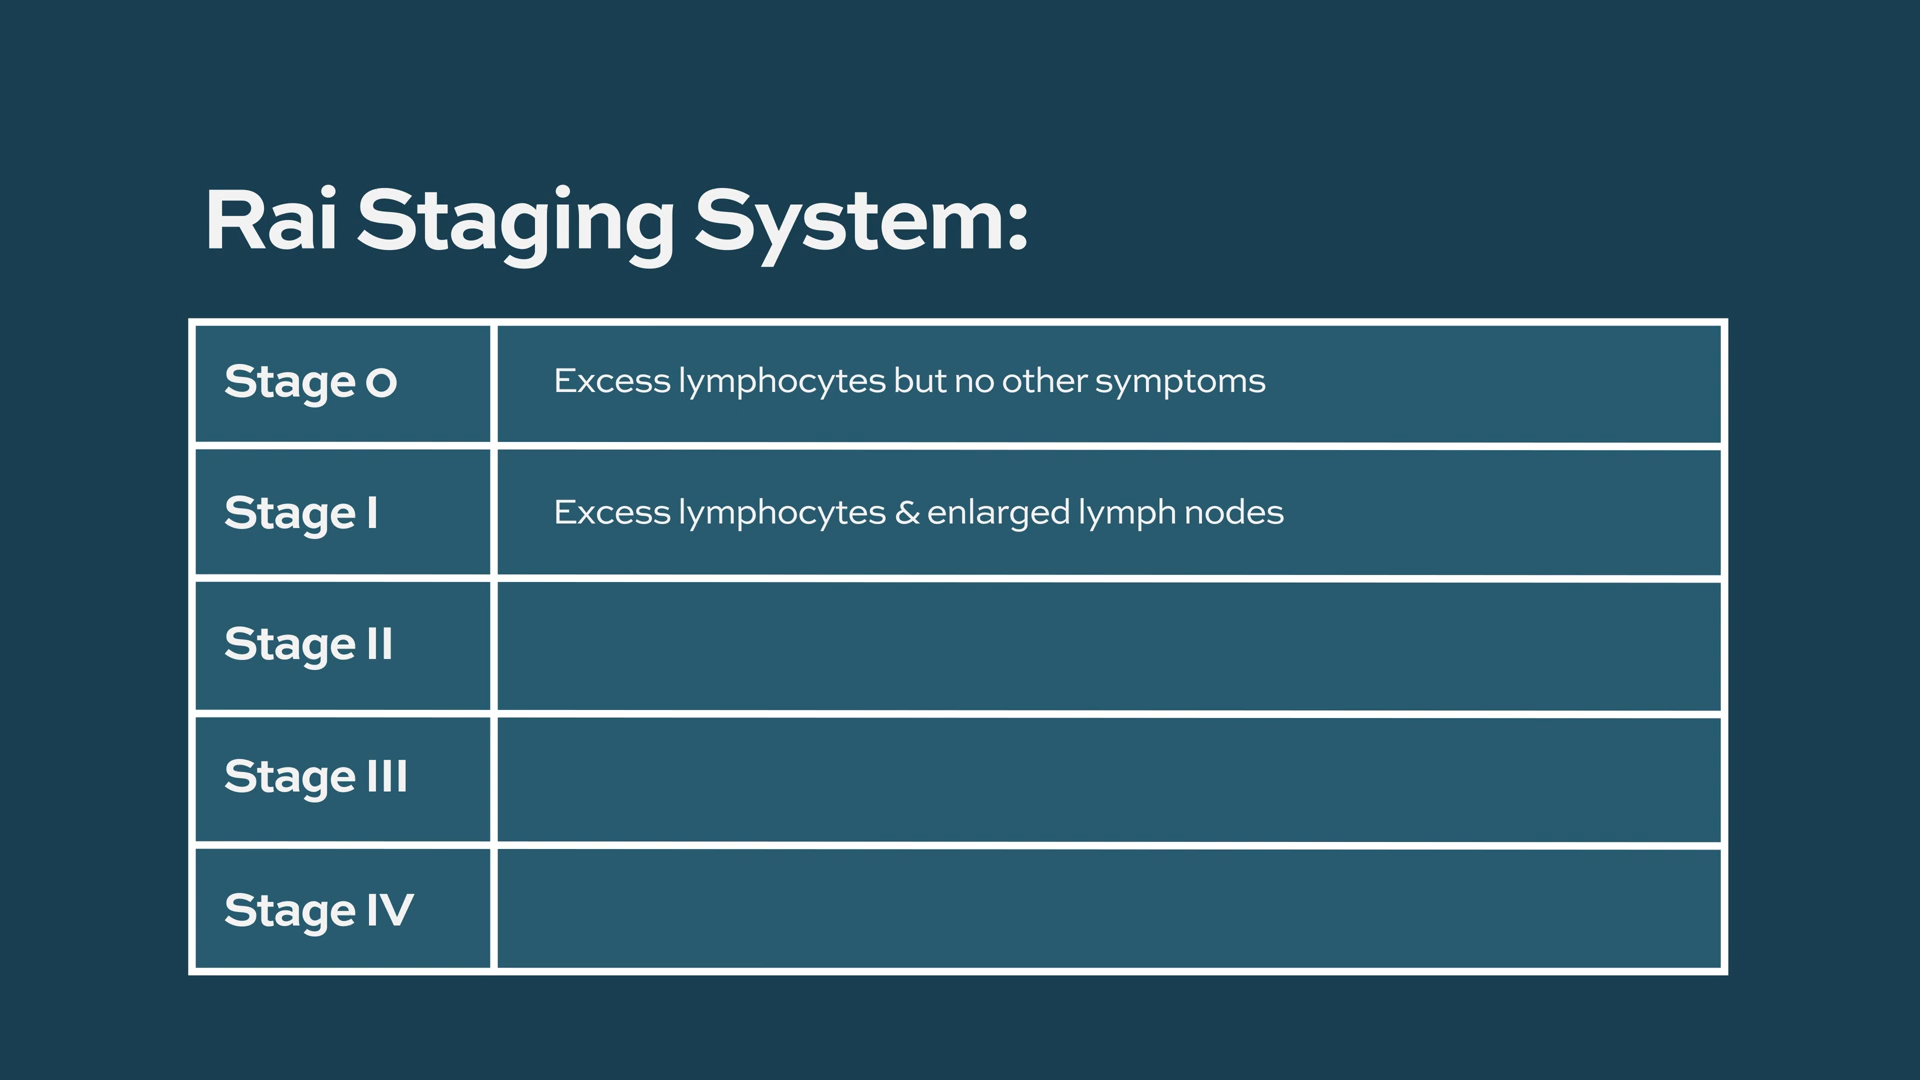 Rai Staging System:
Stage 0 Excess lymphocytes but no other symptoms
Stage I Excess lymphocytes & enlarged lymph nodes
Stage II
Stage III
Stage IV